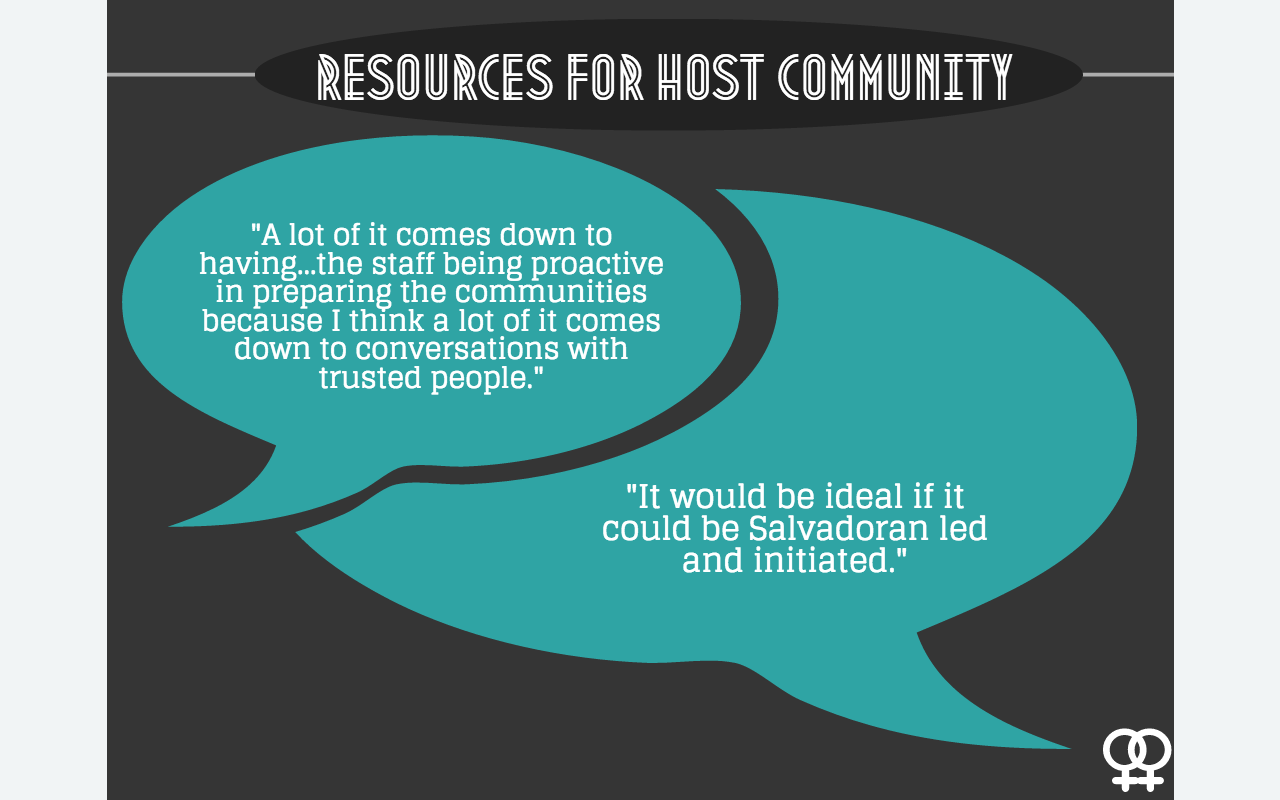 RESOURCES FOR HOST COMMUNITY
"A lot of it comes down to
having...the staff being proactive
in preparing the communities
because I think a lot of it comes
down to conversations with
trusted people."
"It would be ideal if it
could be Salvadoran led
and initiated."